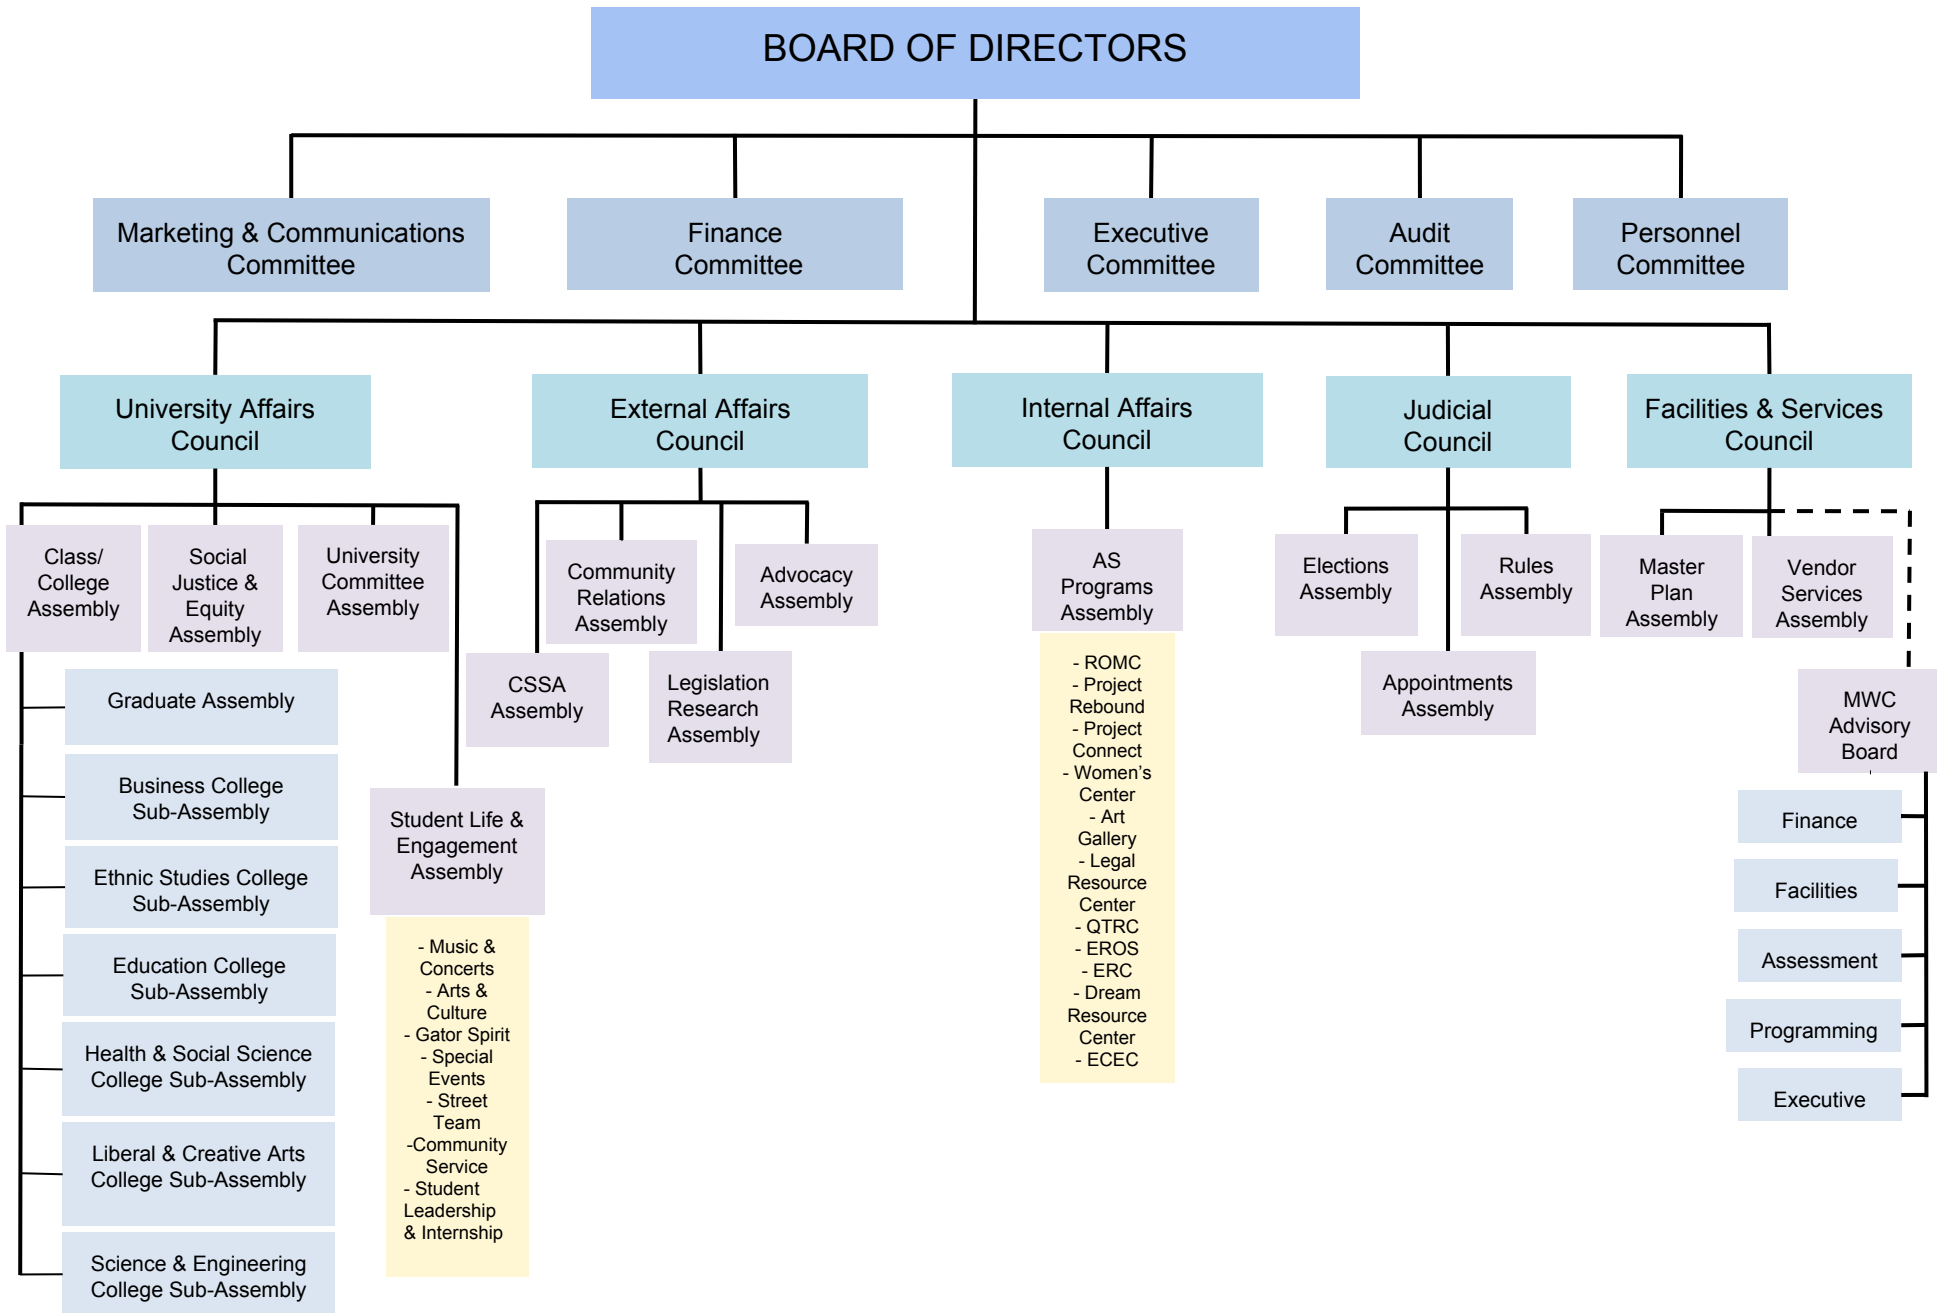 BOARD OF DIRECTORS
Marketing & Communications
Committee
Finance
Committee
Executive
Committee
Audit
Committee
Personnel
Committee
University Affairs
Council
External Affairs
Council
Internal Affairs
Council
Judicial
Council
Facilities & Services
Council
Class/
College
Assembly
Social
Justice &
Equity
Assembly
University
Committee
Assembly
Community
Relations
Assembly
Advocacy
Assembly
CSSA
Assembly
Legislation
Research
Assembly
AS
Programs
Assembly
Elections
Assembly
Rules
Assembly
Appointments
Assembly
Master
Plan
Assembly
Vendor
Services
Assembly
MWC
Advisory
Board
Graduate Assembly
Business College
Sub-Assembly
Ethnic Studies College
Sub-Assembly
Education College
Sub-Assembly
Health & Social Science
College Sub-Assembly
Liberal & Creative Arts
College Sub-Assembly
Science & Engineering
College Sub-Assembly
Student Life &
Engagement
Assembly
- Music &
Concerts
- Arts &
Culture
- Gator Spirit
- Special
Events
- Street
Team
-Community
Service
- Student
Leadership
& Internship
- ROMC
- Project
Rebound
- Project
Connect
- Women’s
Center
- Art
Gallery
- Legal
Resource
Center
- QTRC
- EROS
- ERC
- Dream
Resource
Center
- ECEC
Finance
Facilities
Assessment
Programming
Executive